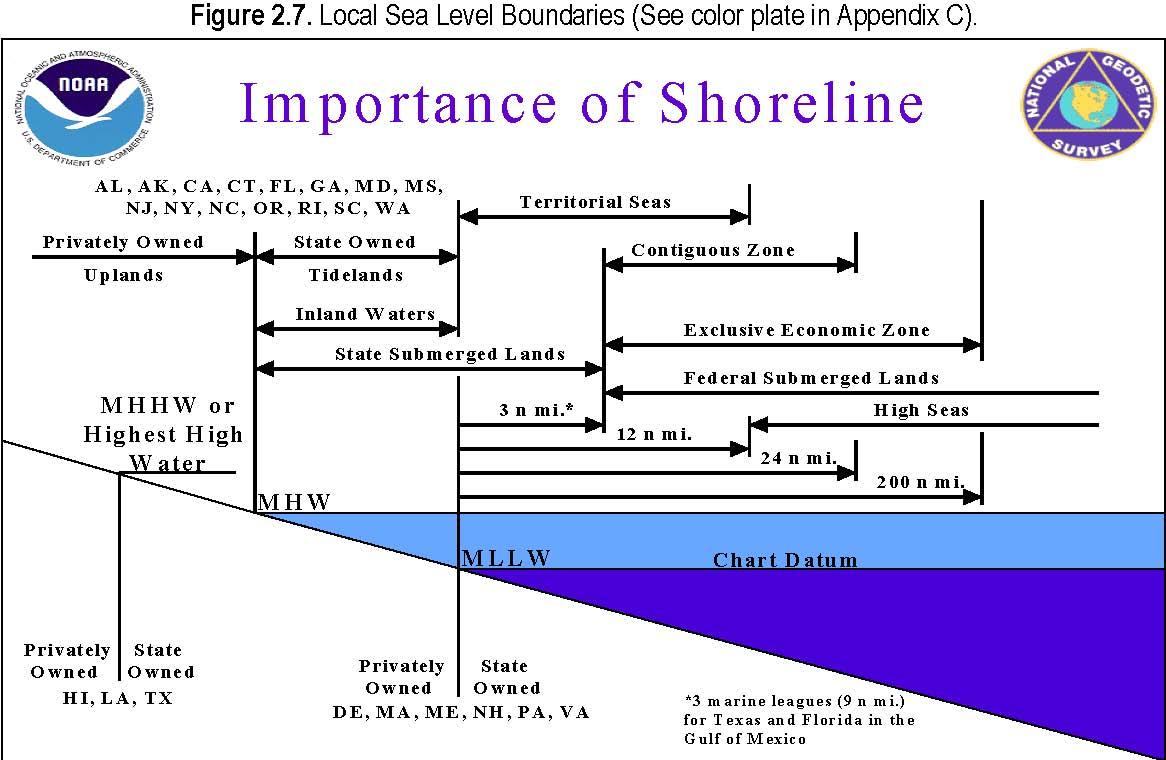 Figure 2.7. Local Sea Level Boundaries (See color plate in Appendix C).
NATIONAL OCEANIC AND ATMOSPHERIC ADMINISTRATION
NOAA
U.S. DEPARTMENT OF COMMERCE
Importance of Shoreline
NATIONAL GEODETIC
SURVEY
AL, AK, CA, CT, FL, GA, MD, MS,
NJ, NY, NC, OR, RI, SC, WA
Territorial Seas
Privately Owned
Uplands
State Owned
Tidelands
Contiguous Zone
Inland Waters
Exclusive Economic Zone
State Submerged Lands
Federal Submerged Lands
MHHW or
Highest High
Water
3 n mi.*
High Seas
12 n mi.
24 n mi.
200 n mi.
MHW
MLLW
Chart Datum
Privately
Owned
State
Owned
HI, LA, TX
Privately
Owned
State
Owned
DE, MA, ME, NH, PA, VA
*3 marine leagues (9 n mi.)
for Texas and Florida in the
Gulf of Mexico